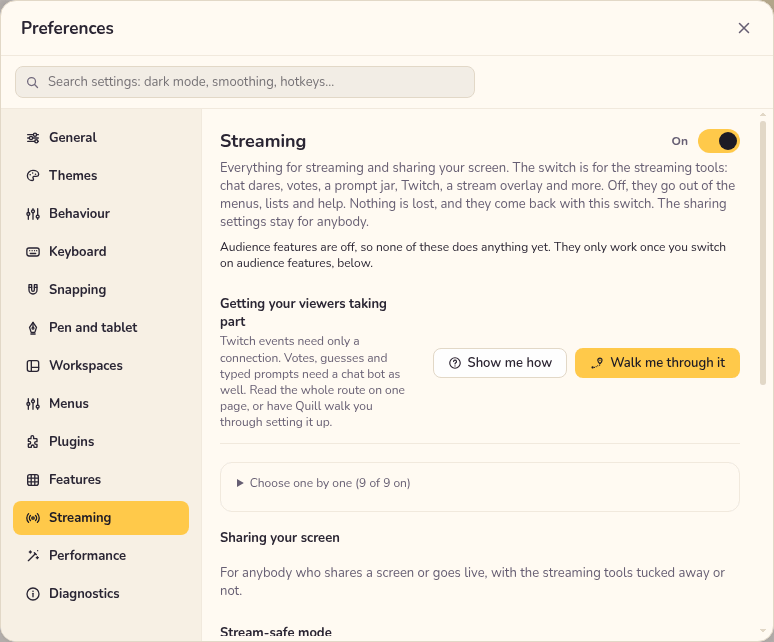 Preferences
Search settings: dark mode, smoothing, hotkeys...
General
Themes
Behaviour
Keyboard
Snapping
Pen and tablet
Workspaces
Menus
Plugins
Features
Streaming
Performance
Diagnostics
Streaming
On
Everything for streaming and sharing your screen. The switch is for the streaming tools:
chat dares, votes, a prompt jar, Twitch, a stream overlay and more. Off, they go out of the
menus, lists and help. Nothing is lost, and they come back with this switch. The sharing
settings stay for anybody.
Audience features are off, so none of these does anything yet. They only work once you switch
on audience features, below.
Getting your viewers taking
part
Twitch events need only a
connection. Votes, guesses and
typed prompts need a chat bot as
well. Read the whole route on one
page, or have Quill walk you
through setting it up.
Show me how
Walk me through it
Choose one by one (9 of 9 on)
Sharing your screen
For anybody who shares a screen or goes live, with the streaming tools tucked away or
not.
Stream-safe mode